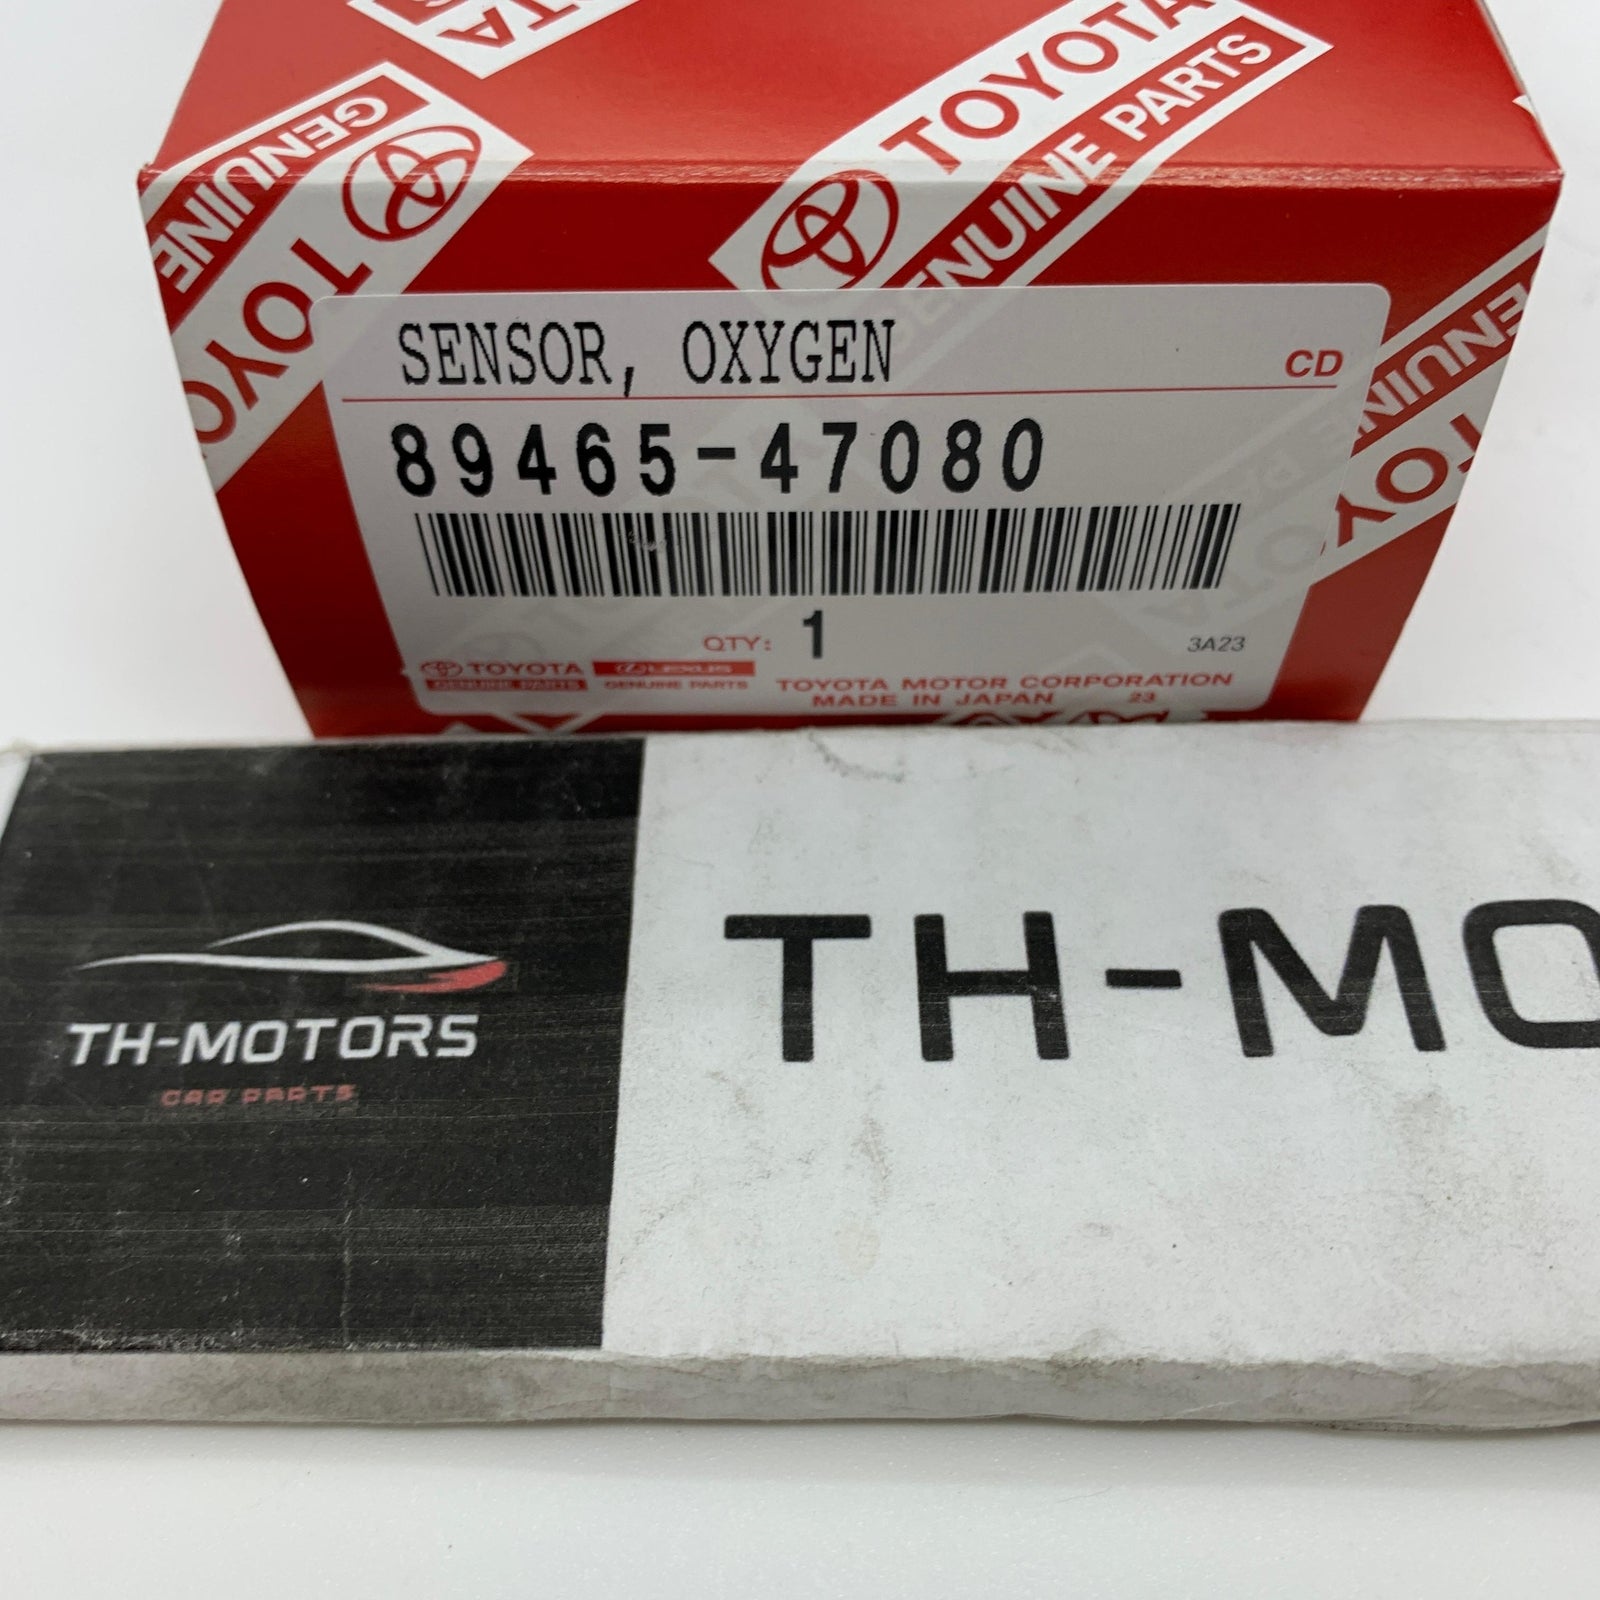 TOYOTA
GENUINE PARTS
GENUINE
TOYOTA
SENSOR, OXYGEN
CD
89465-47080
QTY: 1
3A23
TOYOTA
GENUINE PARTS
LEXUS
GENUINE PARTS
TOYOTA MOTOR CORPORATION
MADE IN JAPAN 23
TH-MOTORS
CAR PARTS
TH-MO